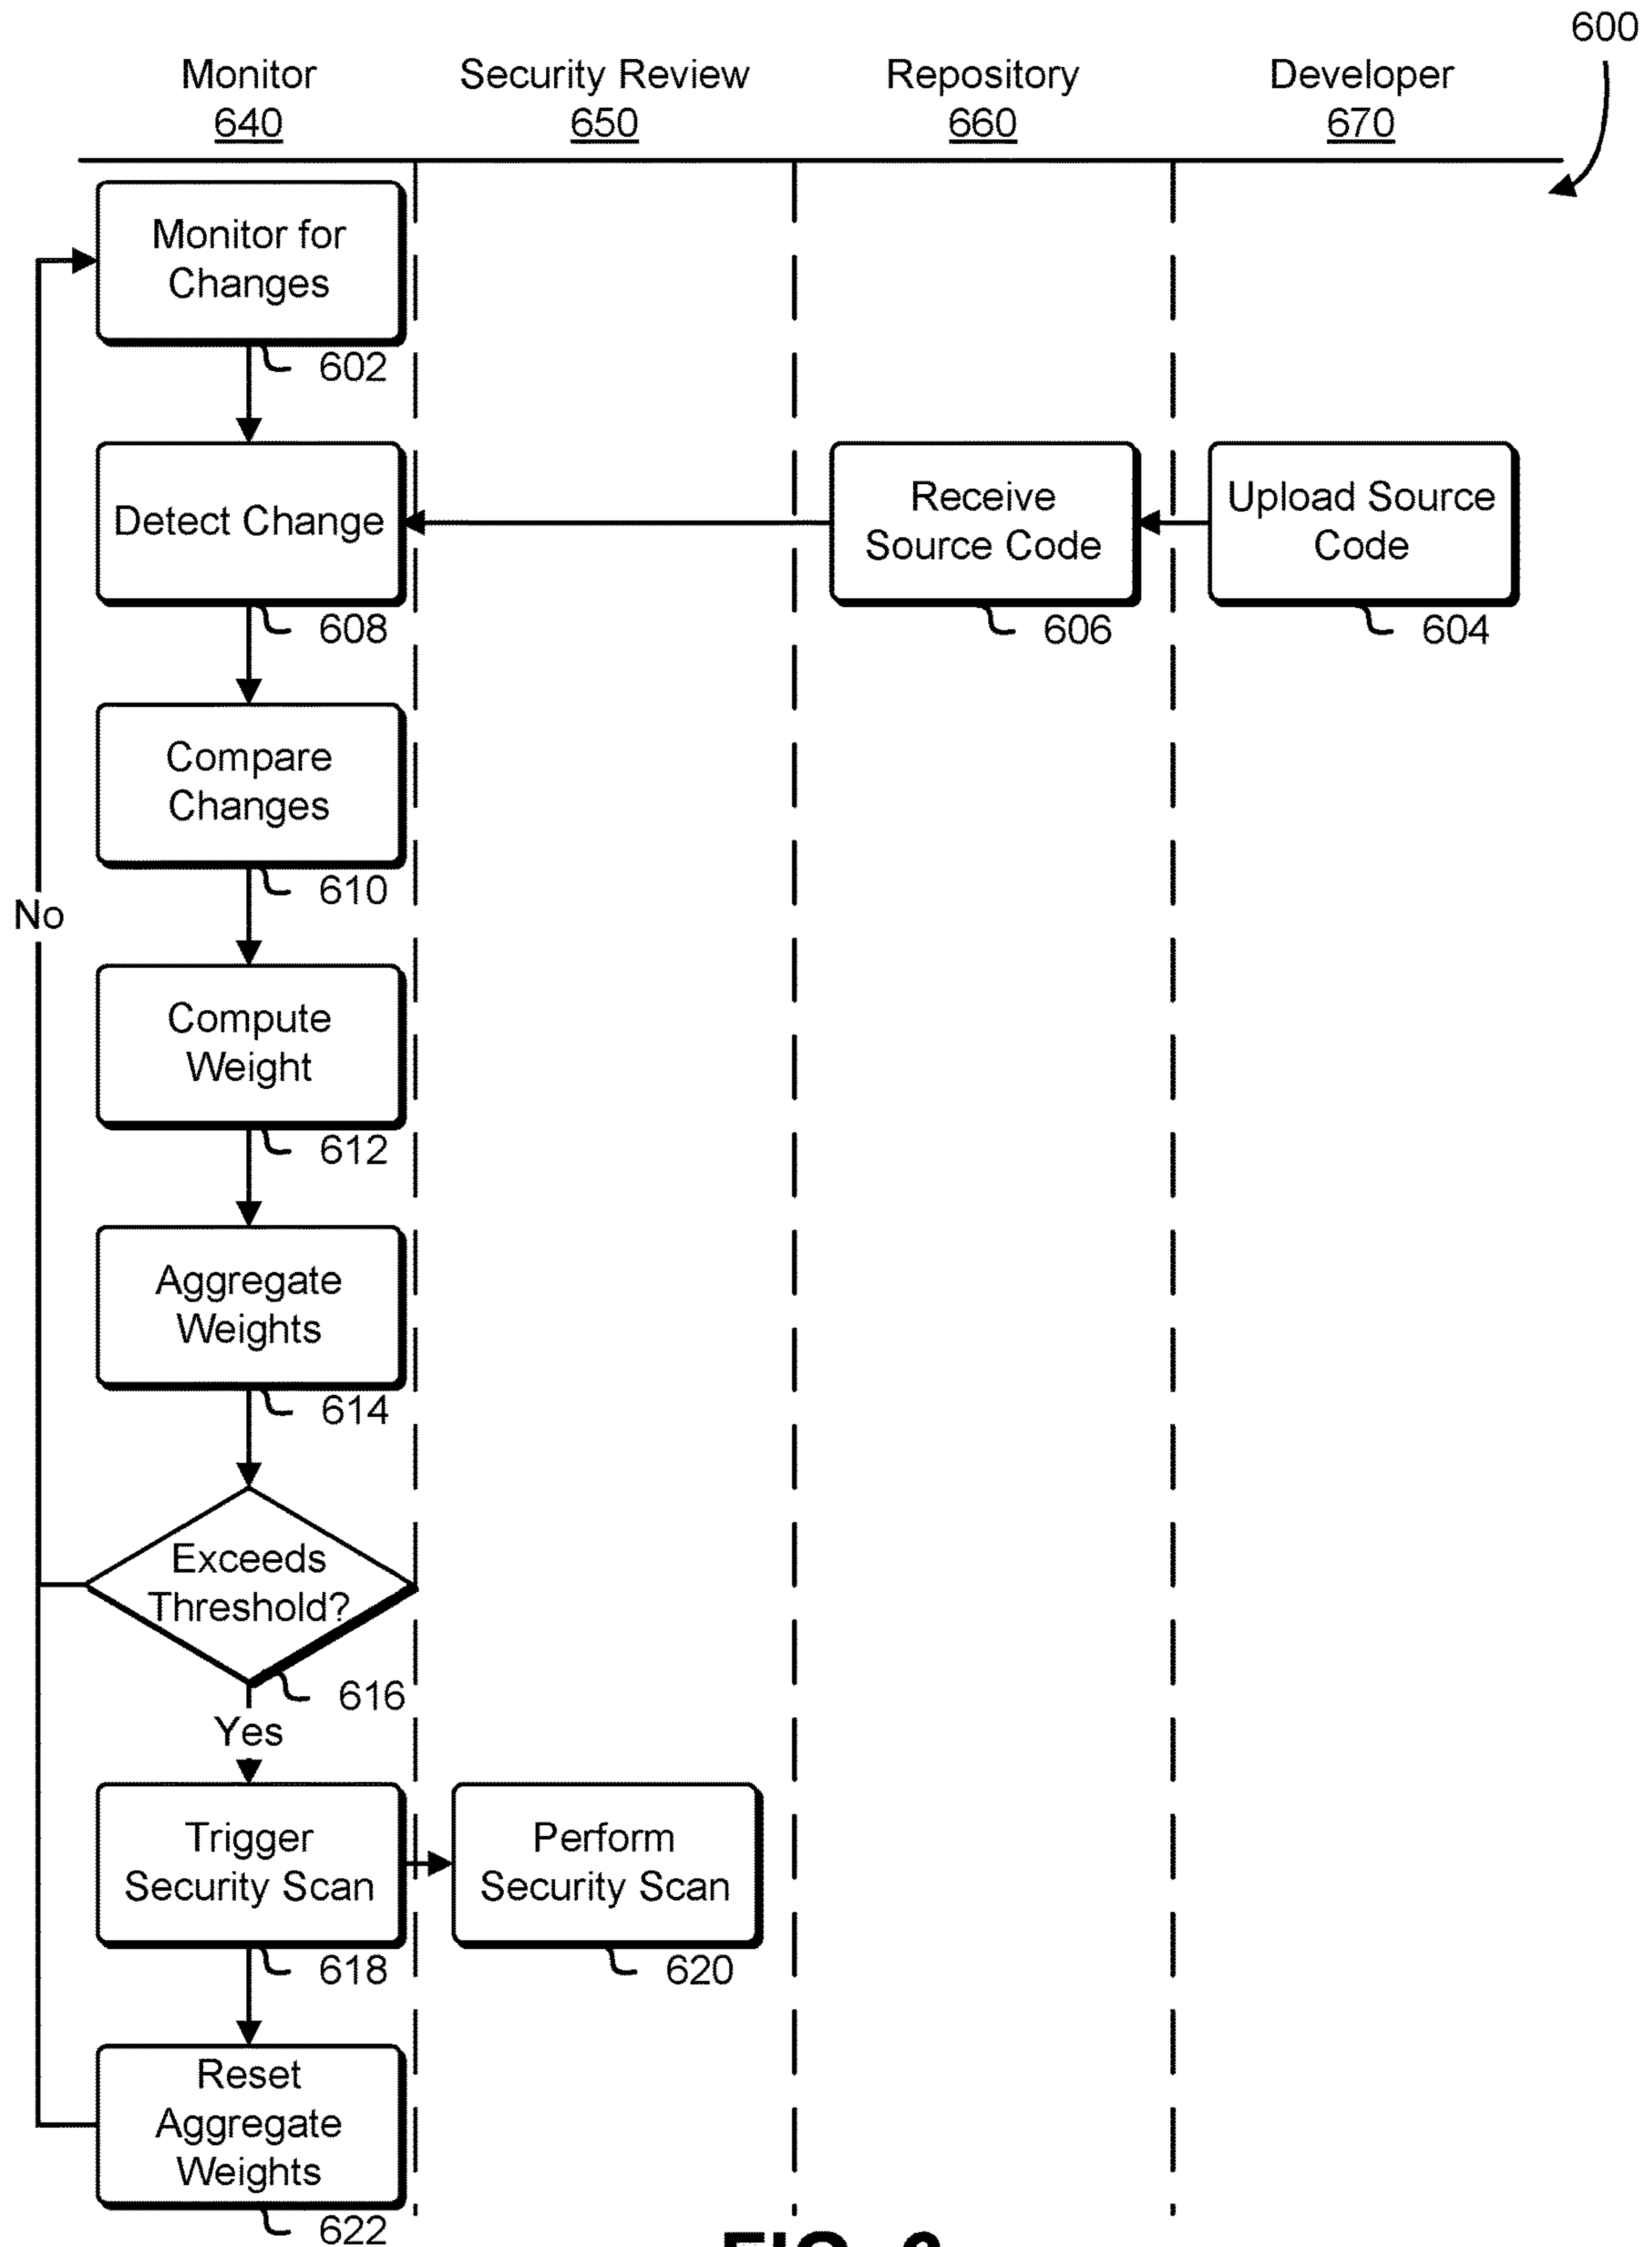 600
Monitor
Security Review
Repository
Developer
640
650
660
670
Monitor for
Changes
602
Detect Change
Receive
Source Code
Upload Source
Code
608
606
604
Compare
Changes
610
No
Compute
Weight
612
Aggregate
Weights
614
Exceeds
Threshold?
616
Yes
Trigger
Security Scan
Perform
Security Scan
618
620
Reset
Aggregate
Weights
622